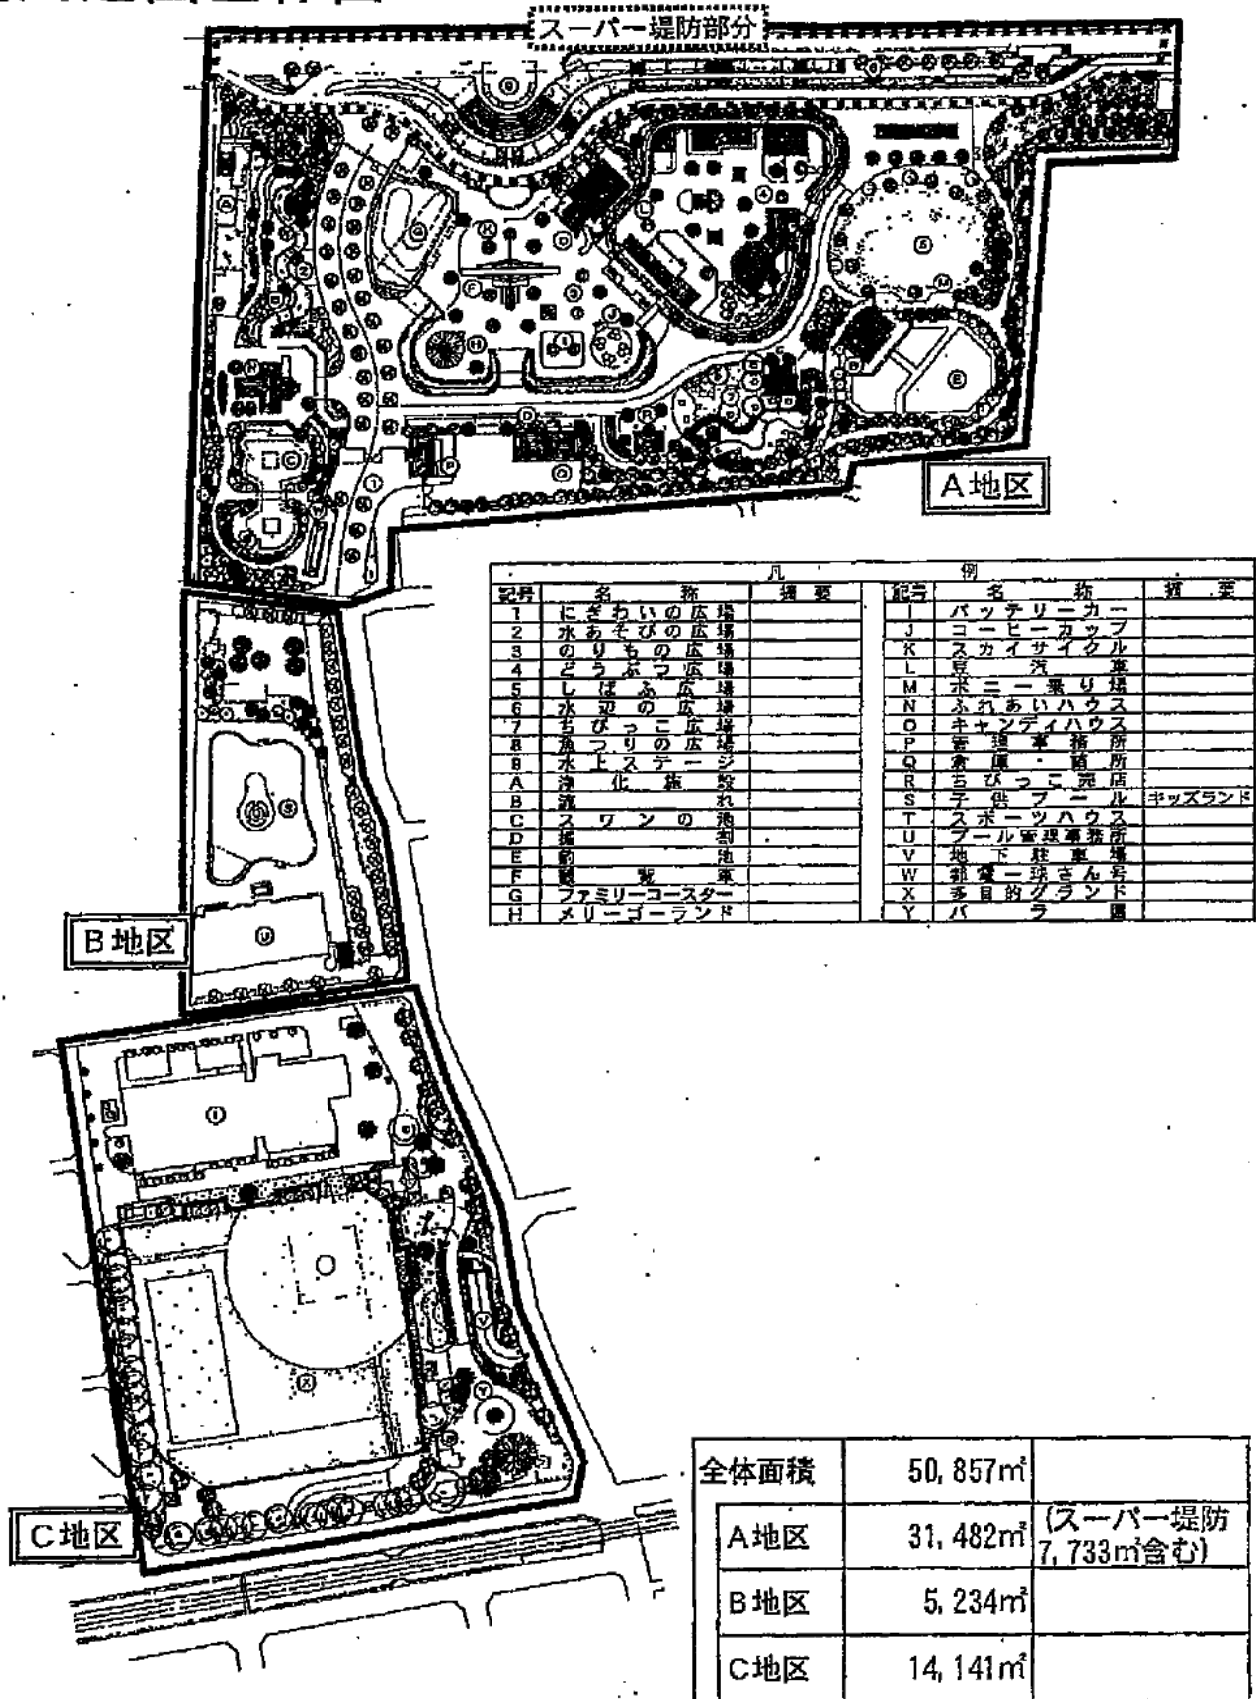 スーパー堤防部分
A地区
凡 例
記号 名 称 摘 要 記号 名 称 摘 要
1 にぎわいの広場 I バッテリーカー
2 水あそびの広場 J コーヒーカップ
3 のりもの広場 K スカイサイクル
4 どうぶつ広場 L 豆汽車
5 しばふ広場 M ポニー乗り場
6 水辺の広場 N ふれあいハウス
7 ちびっこ広場 O キャンディハウス
8 魚つりの広場 P 管理事務所
水上ステージ Q 倉庫・
A 浄化施設 R ちびっこ売店
B 流れ S 子供プール キッズランド
C スワンの池 T スポーツハウス
D 掘割 U プール管理事務所
E 釣池 V 地下駐車場
F 観覧車 W 都電一球さん号
G ファミリーコースター X 多目的グランド
H メリーゴーランド Y バラ園
B地区
C地区
全体面積 50,857㎡
A地区 31,482㎡ (スーパー堤防
7,733㎡含む)
B地区 5,234㎡
C地区 14,141㎡